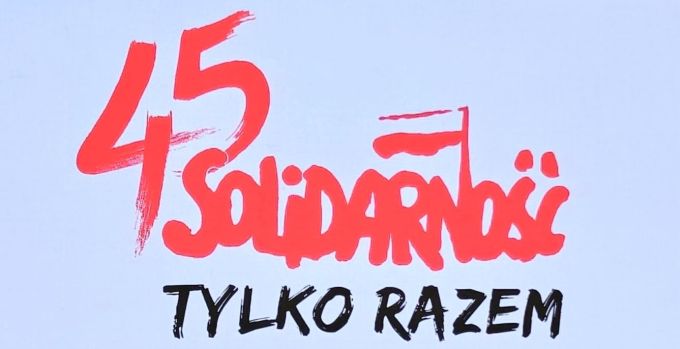 45
SOLiDARNOŚĆ
TYLKO RAZEM